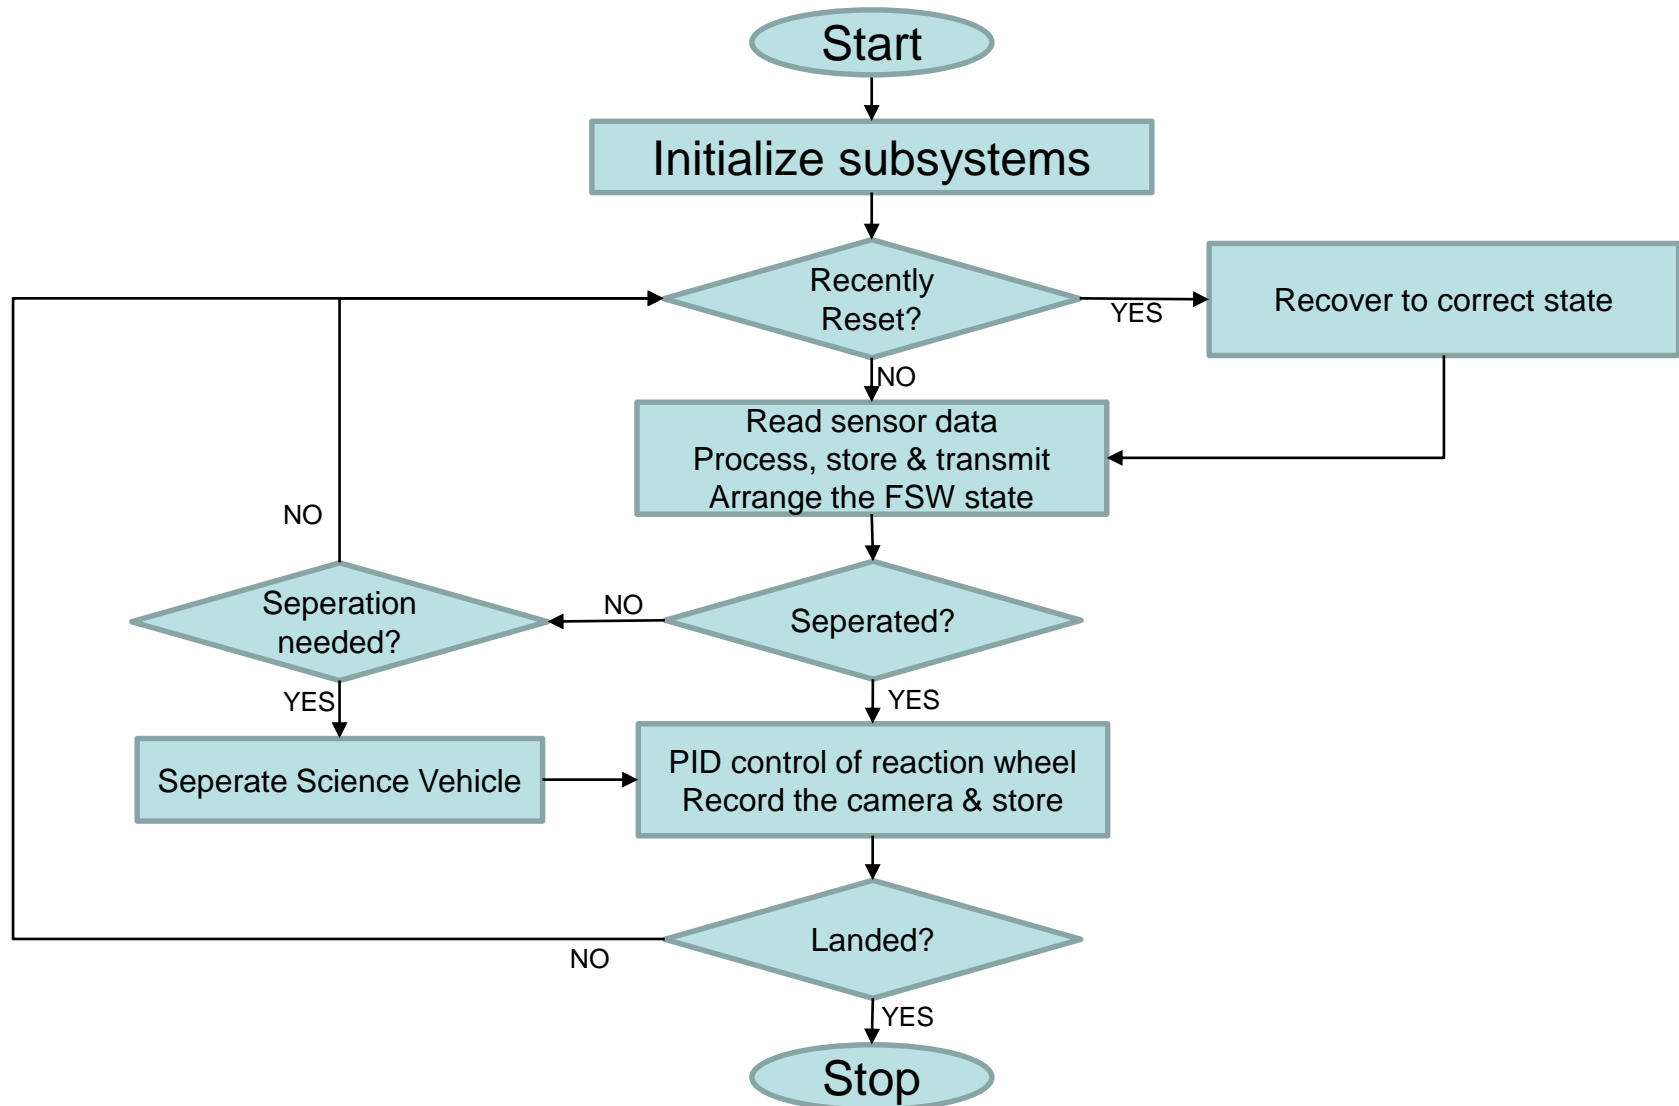 Start
Initialize subsystems
Recently
Reset?
YES
Recover to correct state
NO
Read sensor data
Process, store & transmit
Arrange the FSW state
NO
Seperation
needed?
NO
Seperated?
YES
YES
Seperate Science Vehicle
PID control of reaction wheel
Record the camera & store
Landed?
NO
YES
Stop